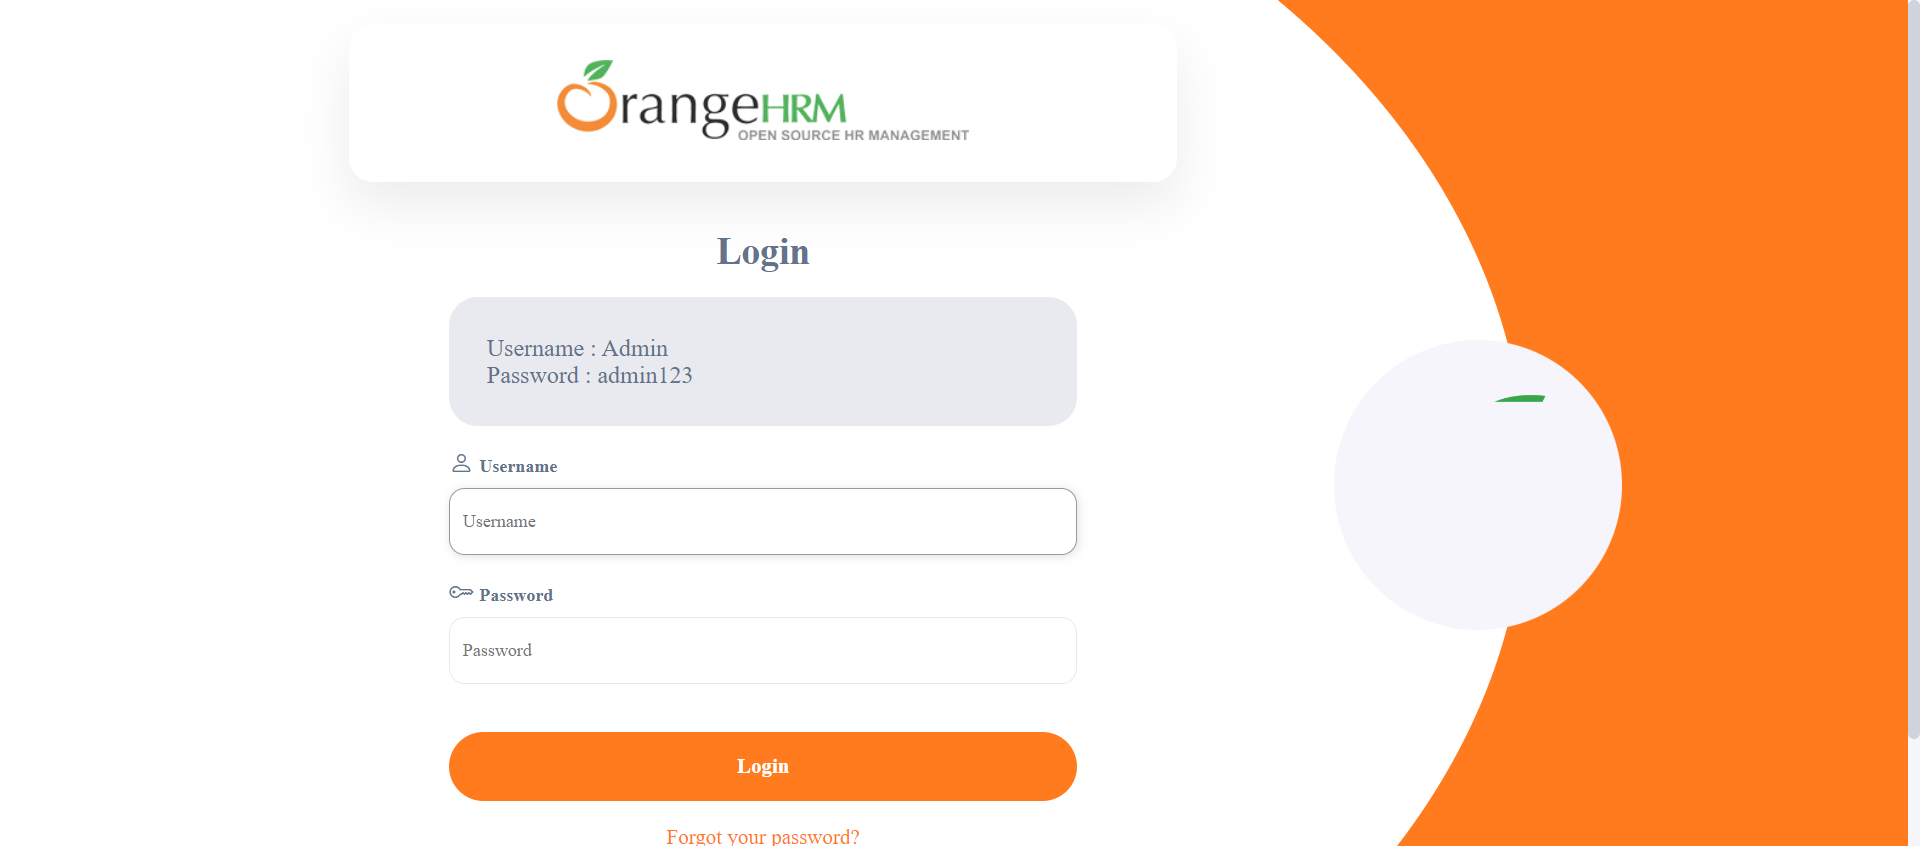 OrangeHRM
OPEN SOURCE HR MANAGEMENT
Login
Username : Admin
Password : admin123
Username
Username
Password
Password
Login
Forgot your password?